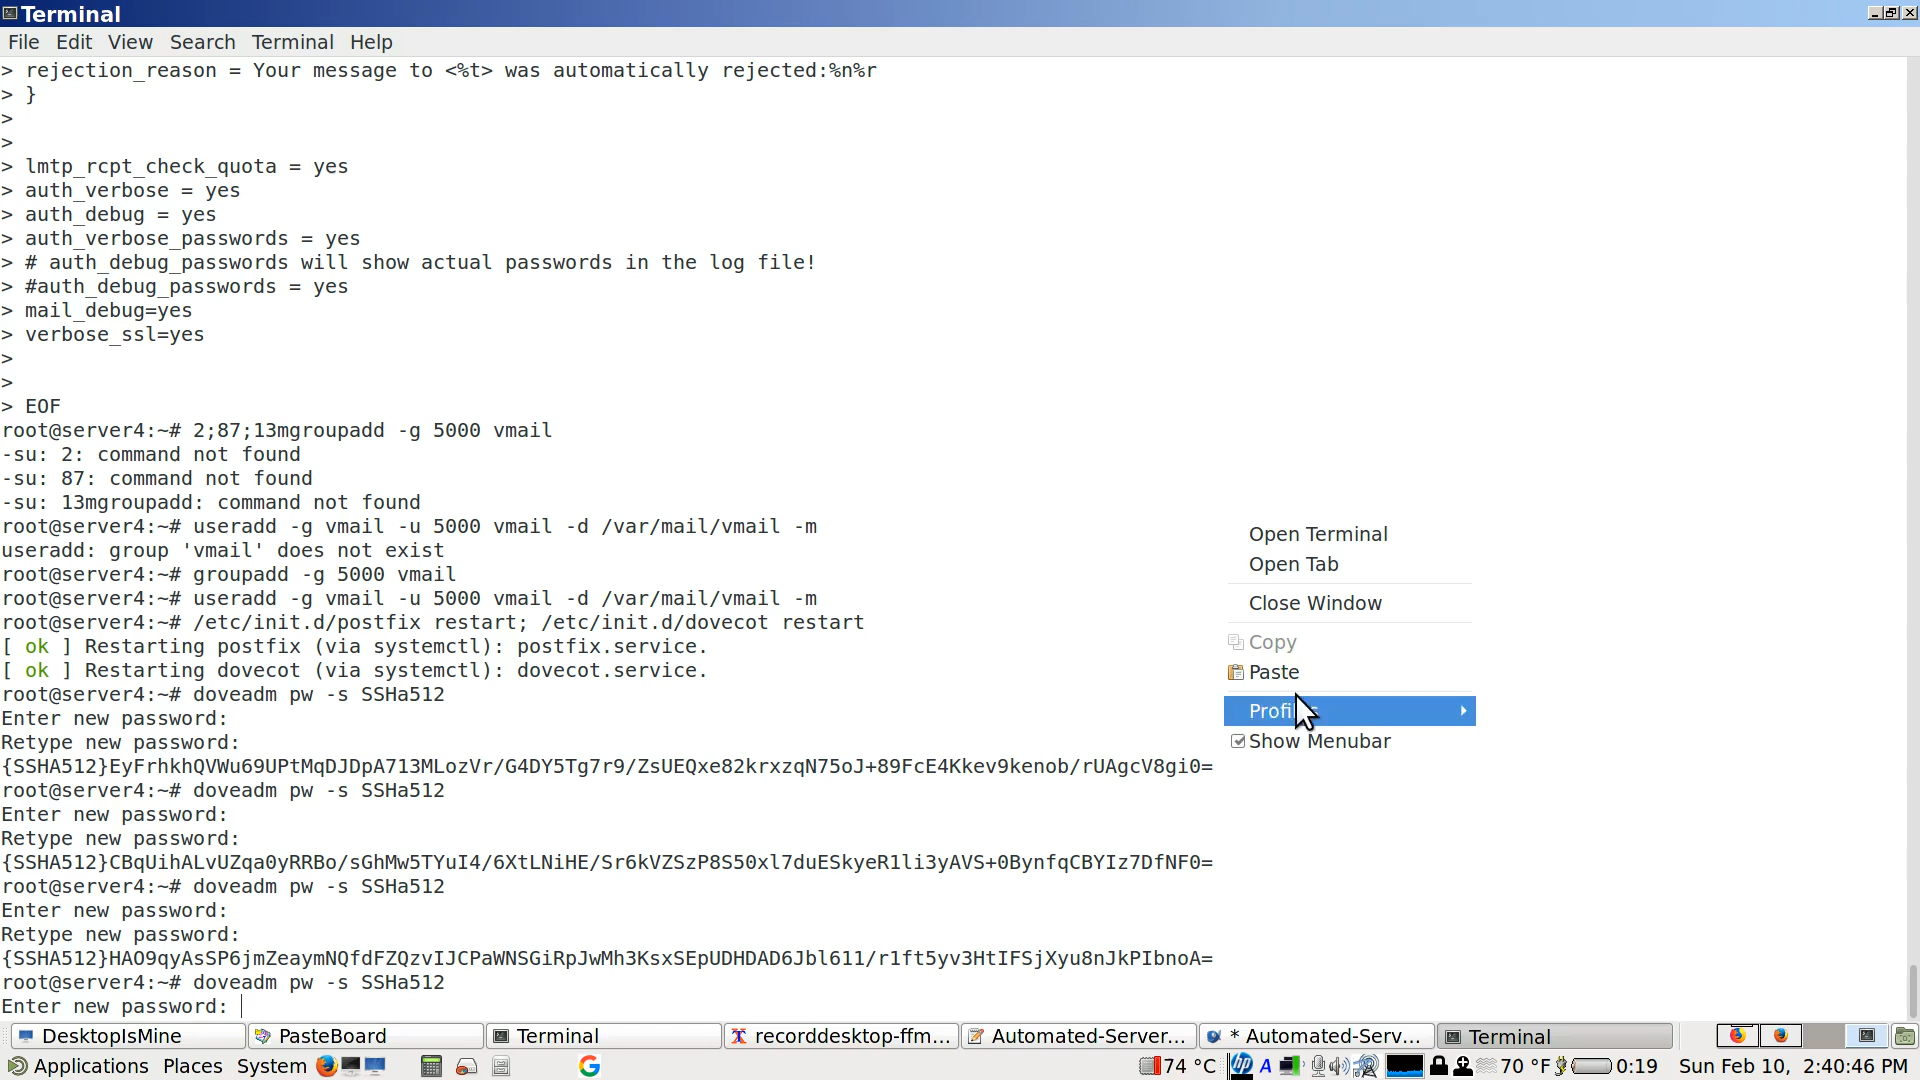 Terminal
File Edit View Search Terminal Help
> rejection_reason = Your message to <%t> was automatically rejected:%n%r
> }
>
>
> lmtp_rcpt_check_quota = yes
> auth_verbose = yes
> auth_debug = yes
> auth_verbose_passwords = yes
> # auth_debug_passwords will show actual passwords in the log file!
> #auth_debug_passwords = yes
> mail_debug=yes
> verbose_ssl=yes
>
>
> EOF
root@server4:~# 2;87;13mgroupadd -g 5000 vmail
-su: 2: command not found
-su: 87: command not found
-su: 13mgroupadd: command not found
root@server4:~# useradd -g vmail -u 5000 vmail -d /var/mail/vmail -m
useradd: group 'vmail' does not exist
root@server4:~# groupadd -g 5000 vmail
root@server4:~# useradd -g vmail -u 5000 vmail -d /var/mail/vmail -m
root@server4:~# /etc/init.d/postfix restart; /etc/init.d/dovecot restart
[ ok ] Restarting postfix (via systemctl): postfix.service.
[ ok ] Restarting dovecot (via systemctl): dovecot.service.
root@server4:~# doveadm pw -s SSHa512
Enter new password:
Retype new password:
{SSHA512}EyFrhkhQVWu69UPtMqDJDpA713MLozVr/G4DY5Tg7r9/ZsUEQxe82krxzqN75oJ+89FcE4Kkev9kenob/rUAgcV8gi0=
root@server4:~# doveadm pw -s SSHa512
Enter new password:
Retype new password:
{SSHA512}CBqUihALvUZqa0yRRBo/sGhMw5TYuI4/6XtLNiHE/Sr6kVZSzP8S50xl7duESkyeR1li3yAVS+0BynfqCBYIz7DfNF0=
root@server4:~# doveadm pw -s SSHa512
Enter new password:
Retype new password:
{SSHA512}HAO9qyAsSP6jmZeaymNQfdFZQzvIJCPaWNSGiRpJwMh3KsxSEpUDHDAD6Jbl611/r1ft5yv3HtIFSjXyu8nJkPIbnoA=
root@server4:~# doveadm pw -s SSHa512
Enter new password:
Open Terminal
Open Tab
Close Window
Copy
Paste
Show Menubar
DesktopIsMine PasteBoard Terminal recorddesktop-ffm... Automated-Server... * Automated-Serv... Terminal
Applications Places System 74 °C 70 °F 0:19 Sun Feb 10, 2:40:46 PM